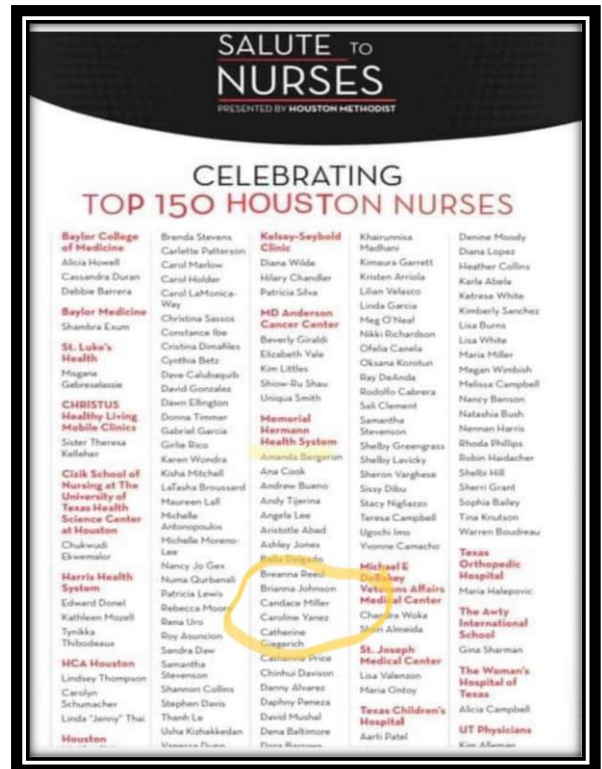 SALUTE TO
NURSES
PRESENTED BY HOUSTON METHODIST
CELEBRATING
TOP 150 HOUSTON NURSES
Baylor College
of Medicine
Alicia Howell
Cassandra Duran
Debbie Barrera
Baylor Medicine
Shambra Exum
St. Luke's
Health
Misgana
Gebreselassie
CHRISTUS
Healthy Living
Mobile Clinics
Sister Theresa
Kelleher
Cizik School of
Nursing at The
University of
Texas Health
Science Center
at Houston
Chukwudi
Ekwemalor
Harris Health
System
Edward Donel
Kathleen Mozell
Tynikka
Thibodeaux
HCA Houston
Lindsey Thompson
Carolyn
Schumacher
Linda "Jenny" Thai
Houston
Brenda Stevens
Carlette Patterson
Carol Marlow
Carol Holder
Carol LaMonica-
Way
Christina Sassos
Constance Ibe
Cristina Dimafiles
Cynthia Betz
Dave Calubaquib
David Gonzalez
Dawn Ellington
Donna Timmer
Gabriel Garcia
Girlie Rico
Karen Wondra
Kisha Mitchell
LaTasha Broussard
Maureen Lall
Michelle
Antonopoulos
Michelle Moreno-
Lee
Nancy Jo Gex
Numa Qurbanali
Patricia Lewis
Rebecca Moore
Rana Uro
Roy Asuncion
Sandra Daw
Samantha
Stevenson
Shannon Collins
Stephen Davis
Thanh Le
Usha Kizhakkedan
Vanessa Dunn
Kelsey-Seybold
Clinic
Diana Wilde
Hilary Chandler
Patricia Silva
MD Anderson
Cancer Center
Beverly Giraldi
Elizabeth Yale
Kim Littles
Shiow-Ru Shau
Uniqua Smith
Memorial
Hermann
Health System
Amanda Bergeron
Ana Cook
Andrew Bueno
Andy Tijerina
Angela Lee
Aristotle Abad
Ashley Jones
Bella Delgado
Breanna Reed
Brianna Johnson
Candace Miller
Caroline Yanez
Catherine
Giegerich
Catherine Price
Chinhui Davison
Danny Alvarez
Daphny Peneza
David Mushal
Dena Baltimore
Dora
Khairunnisa
Madhani
Kimaura Garrett
Kristen Arriola
Lilian Velasco
Linda Garcia
Meg O'Neal
Nikki Richardson
Ofelia Canela
Oksana Korotun
Ray DeAnda
Rodolfo Cabrera
Sali Clement
Samantha
Stevenson
Shelby Greengrass
Shelby Lavicky
Sheron Varghese
Sissy Dibu
Stacy Nigliazzo
Teresa Campbell
Ugochi Imo
Yvonne Camacho
Michael E
DeBakey
Veterans Affairs
Medical Center
Chandra Woka
Shari Almeida
St. Joseph
Medical Center
Lisa Valenzon
Maria Ontoy
Texas Children's
Hospital
Aarti Patel
Denine Moody
Diana Lopez
Heather Collins
Karla Abela
Katrese White
Kimberly Sanchez
Lisa Burns
Lisa White
Maria Miller
Megan Wimbish
Melissa Campbell
Nancy Benson
Natashia Bush
Nennan Harris
Rhoda Phillips
Robin Haidacher
Shelbi Hill
Sherri Grant
Sophia Bailey
Tina Knutson
Warren Boudreau
Texas
Orthopedic
Hospital
Maria Halepovic
The Awty
International
School
Gina Sharman
The Woman's
Hospital of
Texas
Alicia Campbell
UT Physicians
Kim Alleman